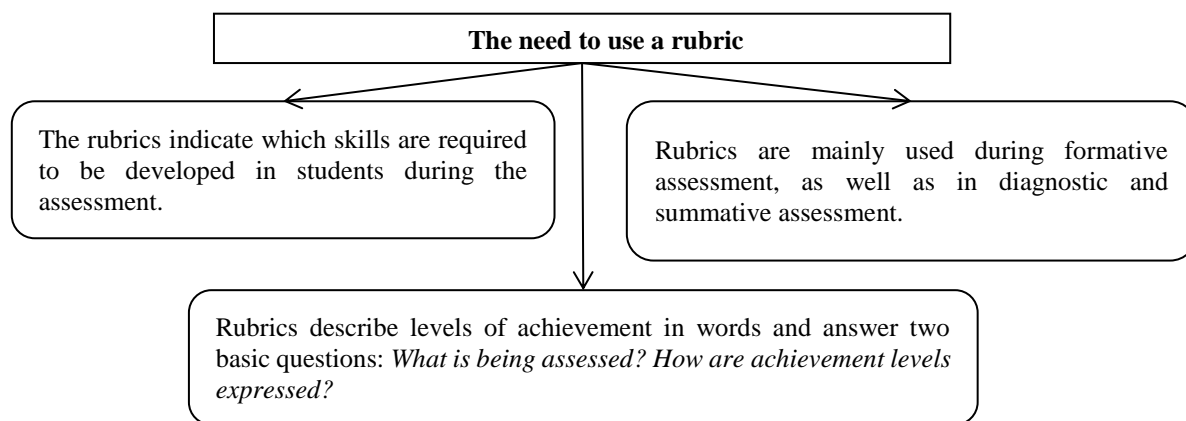 The need to use a rubric
The rubrics indicate which skills are required
to be developed in students during the
assessment.
Rubrics are mainly used during formative
assessment, as well as in diagnostic and
summative assessment.
Rubrics describe levels of achievement in words and answer two
basic questions: What is being assessed? How are achievement levels
expressed?